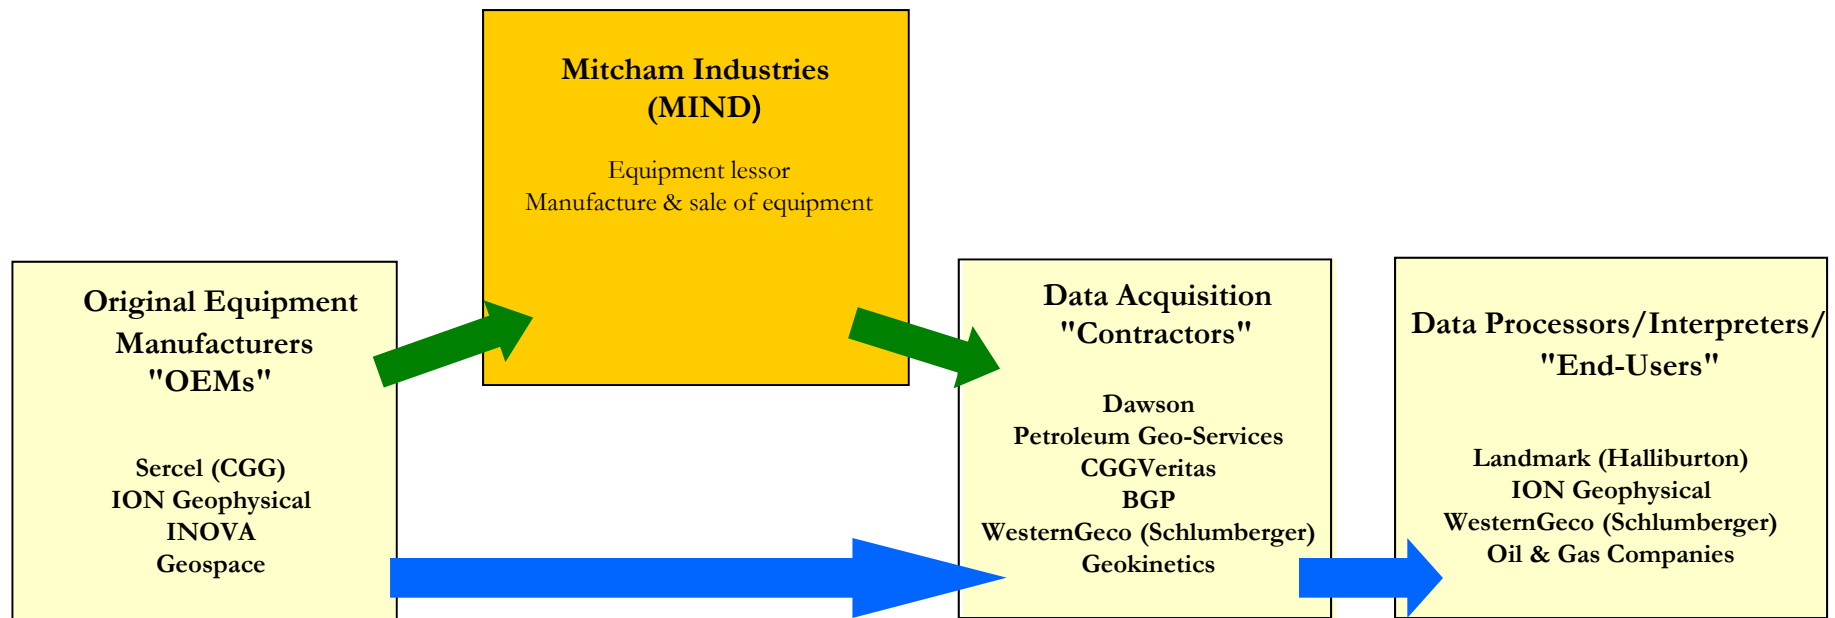 Mitcham Industries
(MIND)
Equipment lessor
Manufacture & sale of equipment
Original Equipment
Manufacturers
"OEMs"
Sercel (CGG)
ION Geophysical
INOVA
Geospace
Data Acquisition
"Contractors"
Dawson
Petroleum Geo-Services
CGGVeritas
BGP
WesternGeco (Schlumberger)
Geokinetics
Data Processors/Interpreters/
"End-Users"
Landmark (Halliburton)
ION Geophysical
WesternGeco (Schlumberger)
Oil & Gas Companies